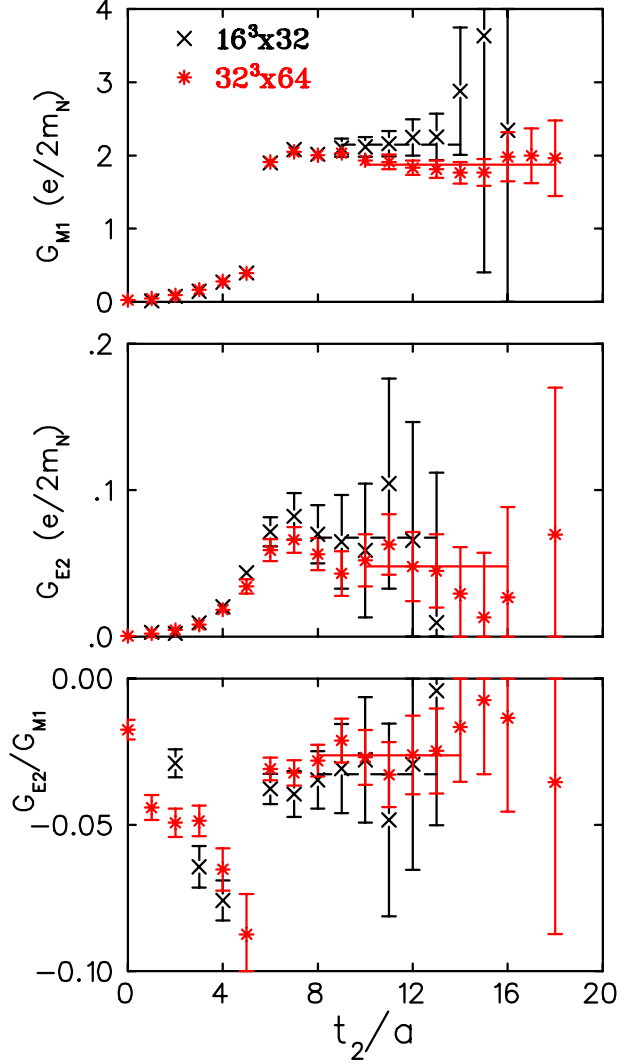 4
16³x32
32³x64
3
2
1
0
G_M1 (e/2m_N)
.2
.1
.0
G_E2 (e/2m_N)
0.00
−0.05
−0.10
G_E2/G_M1
0 4 8 12 16 20
t_2/a